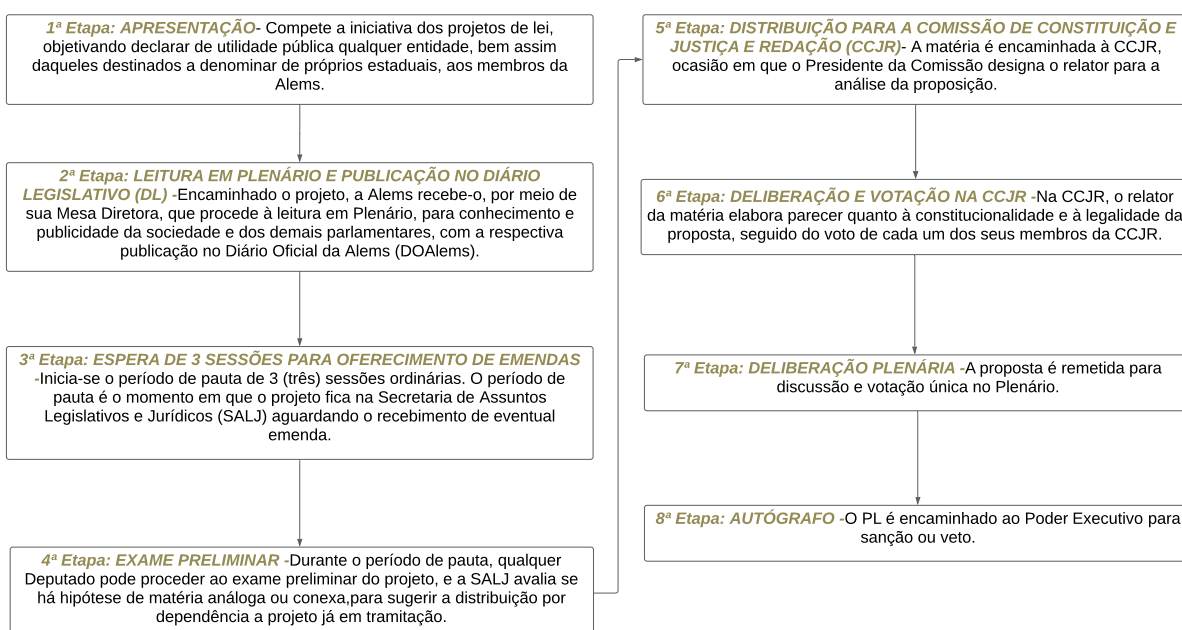 1ª Etapa: APRESENTAÇÃO- Compete a iniciativa dos projetos de lei,
objetivando declarar de utilidade pública qualquer entidade, bem assim
daqueles destinados a denominar de próprios estaduais, aos membros da
Alems.
2ª Etapa: LEITURA EM PLENÁRIO E PUBLICAÇÃO NO DIÁRIO
LEGISLATIVO (DL) -Encaminhado o projeto, a Alems recebe-o, por meio de
sua Mesa Diretora, que procede à leitura em Plenário, para conhecimento e
publicidade da sociedade e dos demais parlamentares, com a respectiva
publicação no Diário Oficial da Alems (DOAlems).
3ª Etapa: ESPERA DE 3 SESSÕES PARA OFERECIMENTO DE EMENDAS
-Inicia-se o período de pauta de 3 (três) sessões ordinárias. O período de
pauta é o momento em que o projeto fica na Secretaria de Assuntos
Legislativos e Jurídicos (SALJ) aguardando o recebimento de eventual
emenda.
4ª Etapa: EXAME PRELIMINAR -Durante o período de pauta, qualquer
Deputado pode proceder ao exame preliminar do projeto, e a SALJ avalia se
há hipótese de matéria análoga ou conexa,para sugerir a distribuição por
dependência a projeto já em tramitação.
5ª Etapa: DISTRIBUIÇÃO PARA A COMISSÃO DE CONSTITUIÇÃO E
JUSTIÇA E REDAÇÃO (CCJR)- A matéria é encaminhada à CCJR,
ocasião em que o Presidente da Comissão designa o relator para a
análise da proposição.
6ª Etapa: DELIBERAÇÃO E VOTAÇÃO NA CCJR -Na CCJR, o relator
da matéria elabora parecer quanto à constitucionalidade e à legalidade da
proposta, seguido do voto de cada um dos seus membros da CCJR.
7ª Etapa: DELIBERAÇÃO PLENÁRIA -A proposta é remetida para
discussão e votação única no Plenário.
8ª Etapa: AUTÓGRAFO -O PL é encaminhado ao Poder Executivo para
sanção ou veto.